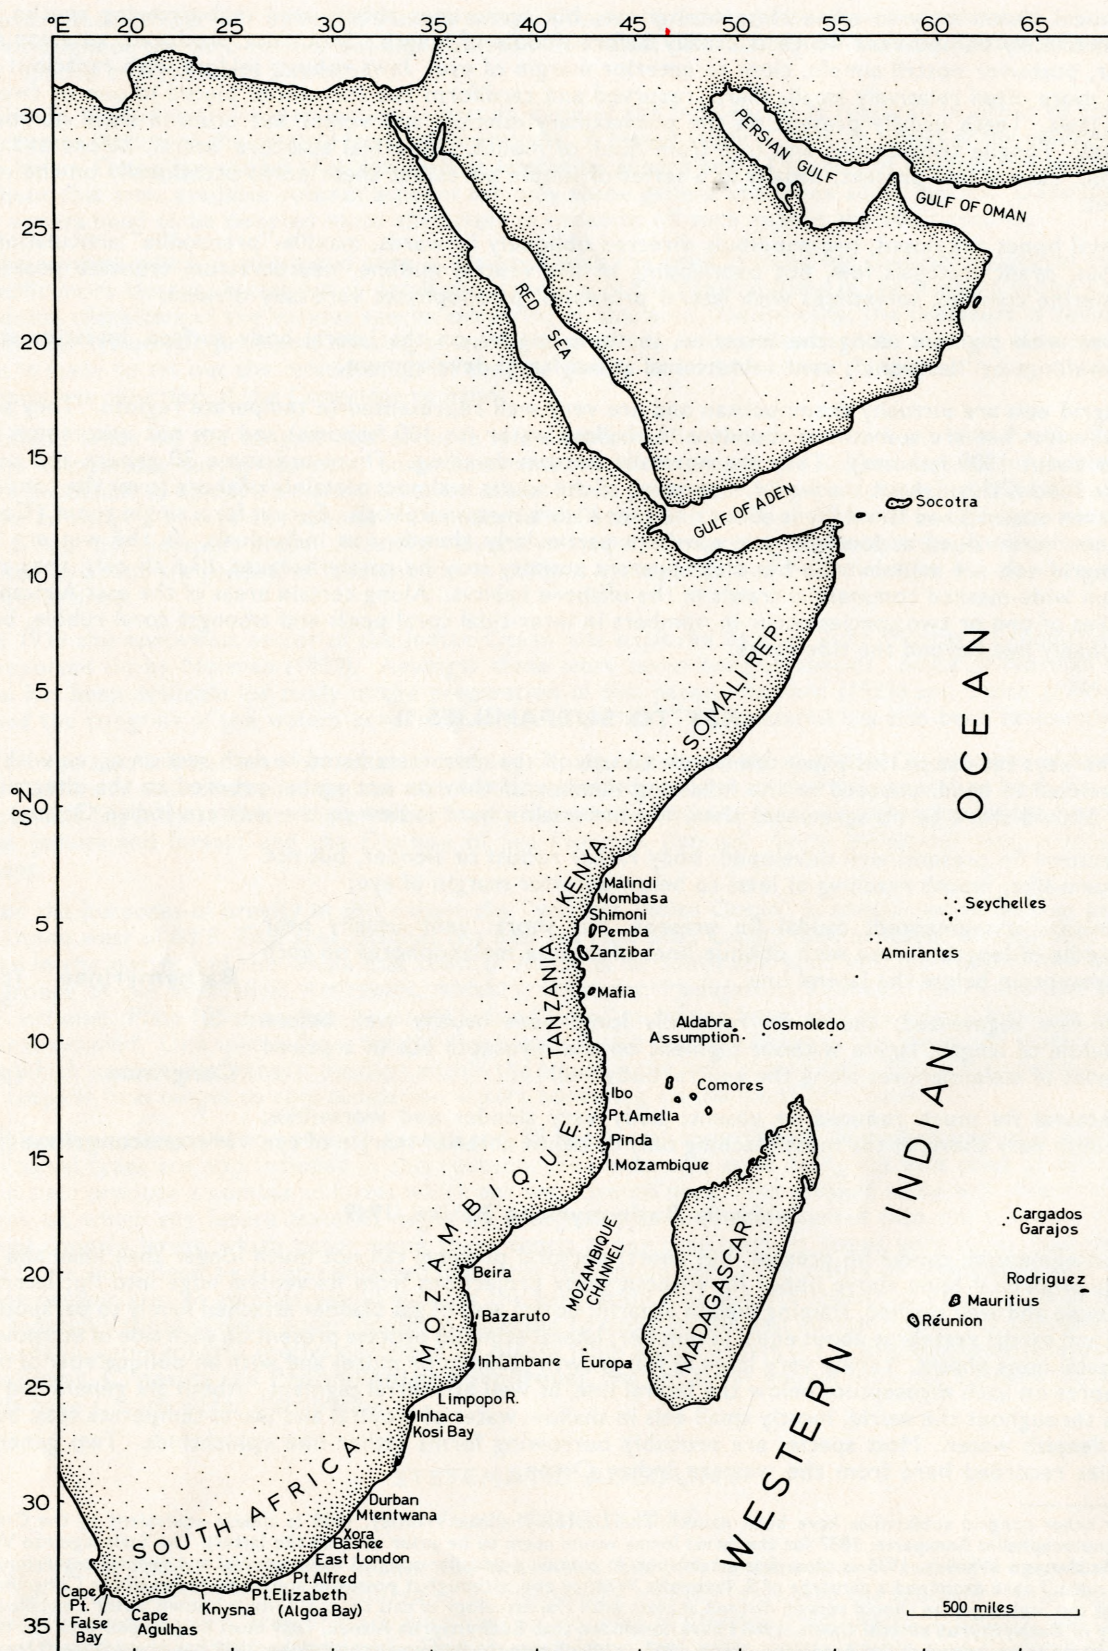 °E 20 25 30 35 40 45 50 55 60 65
30
PERSIAN GULF
GULF OF OMAN
25
RED SEA
20
15
GULF OF ADEN
Socotra
10
SOMALI REP
5
OCEAN
°N
0
°S
KENYA
Malindi
Mombasa
Shimoni
Pemba
Seychelles
5
Zanzibar
Amirantes
TANZANIA
Mafia
Aldabra
Cosmoledo
Assumption
10
INDIAN
Comores
Ibo
Pt.Amelia
Pinda
15
I.Mozambique
MOZAMBIQUE
Cargados
Garajos
MOZAMBIQUE
CHANNEL
MADAGASCAR
20
Beira
Rodriguez
Mauritius
Bazaruto
Réunion
Inhambane
Europa
25
Limpopo R.
Inhaca
Kosi Bay
WESTERN
SOUTH AFRICA
30
Durban
Mtentwana
Xora
Bashee
East London
Pt.Alfred
Cape
Pt.
Pt.Elizabeth
(Algoa Bay)
Knysna
False
Bay
Cape
Agulhas
35
500 miles